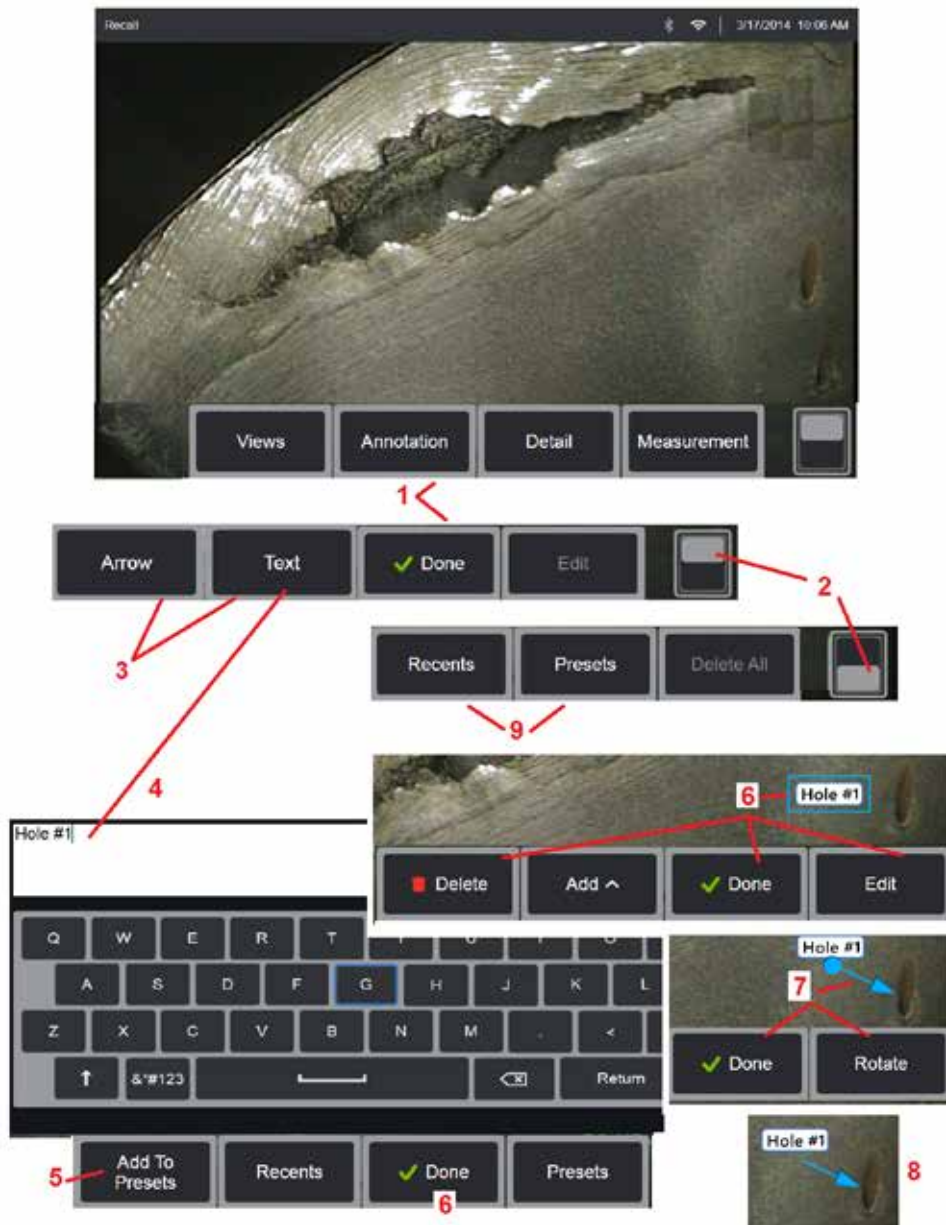 Recall 3/17/2014 10:06 AM
Views Annotation Detail Measurement
1
Arrow Text Done Edit
2
3
Recents Presets Delete All
9
4
6 Hole #1
Hole #1
Delete Add ^ Done Edit
Q W E R T
Hole #1
A S D F G H J K L
7
Z X C V B N M . <
Done Rotate
&*#123 Return
Hole #1
8
5 Add To
Presets
Recents Done Presets
6